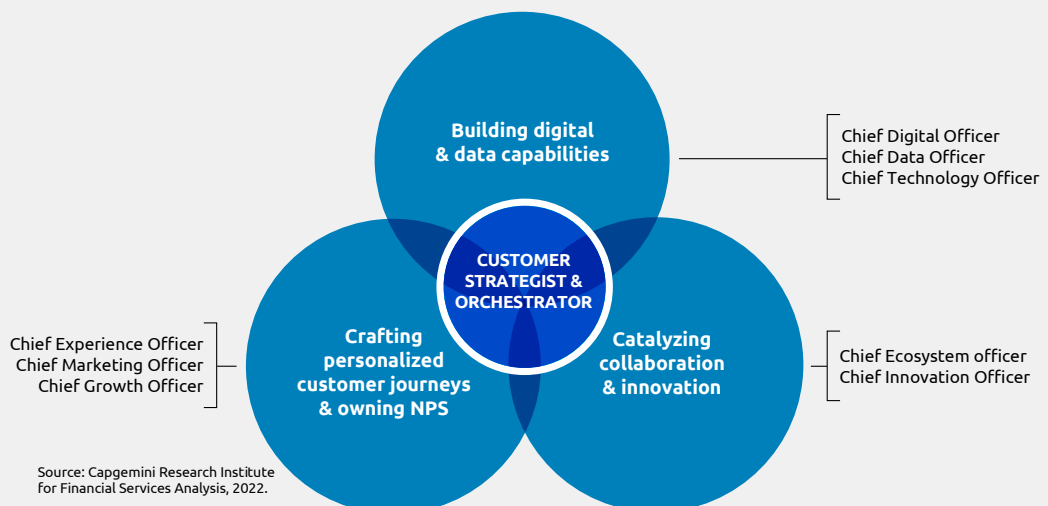 Building digital
& data capabilities
Chief Digital Officer
Chief Data Officer
Chief Technology Officer
CUSTOMER
STRATEGIST &
ORCHESTRATOR
Chief Experience Officer
Chief Marketing Officer
Chief Growth Officer
Crafting
personalized
customer journeys
& owning NPS
Catalyzing
collaboration
& innovation
Chief Ecosystem officer
Chief Innovation Officer
Source: Capgemini Research Institute
for Financial Services Analysis, 2022.